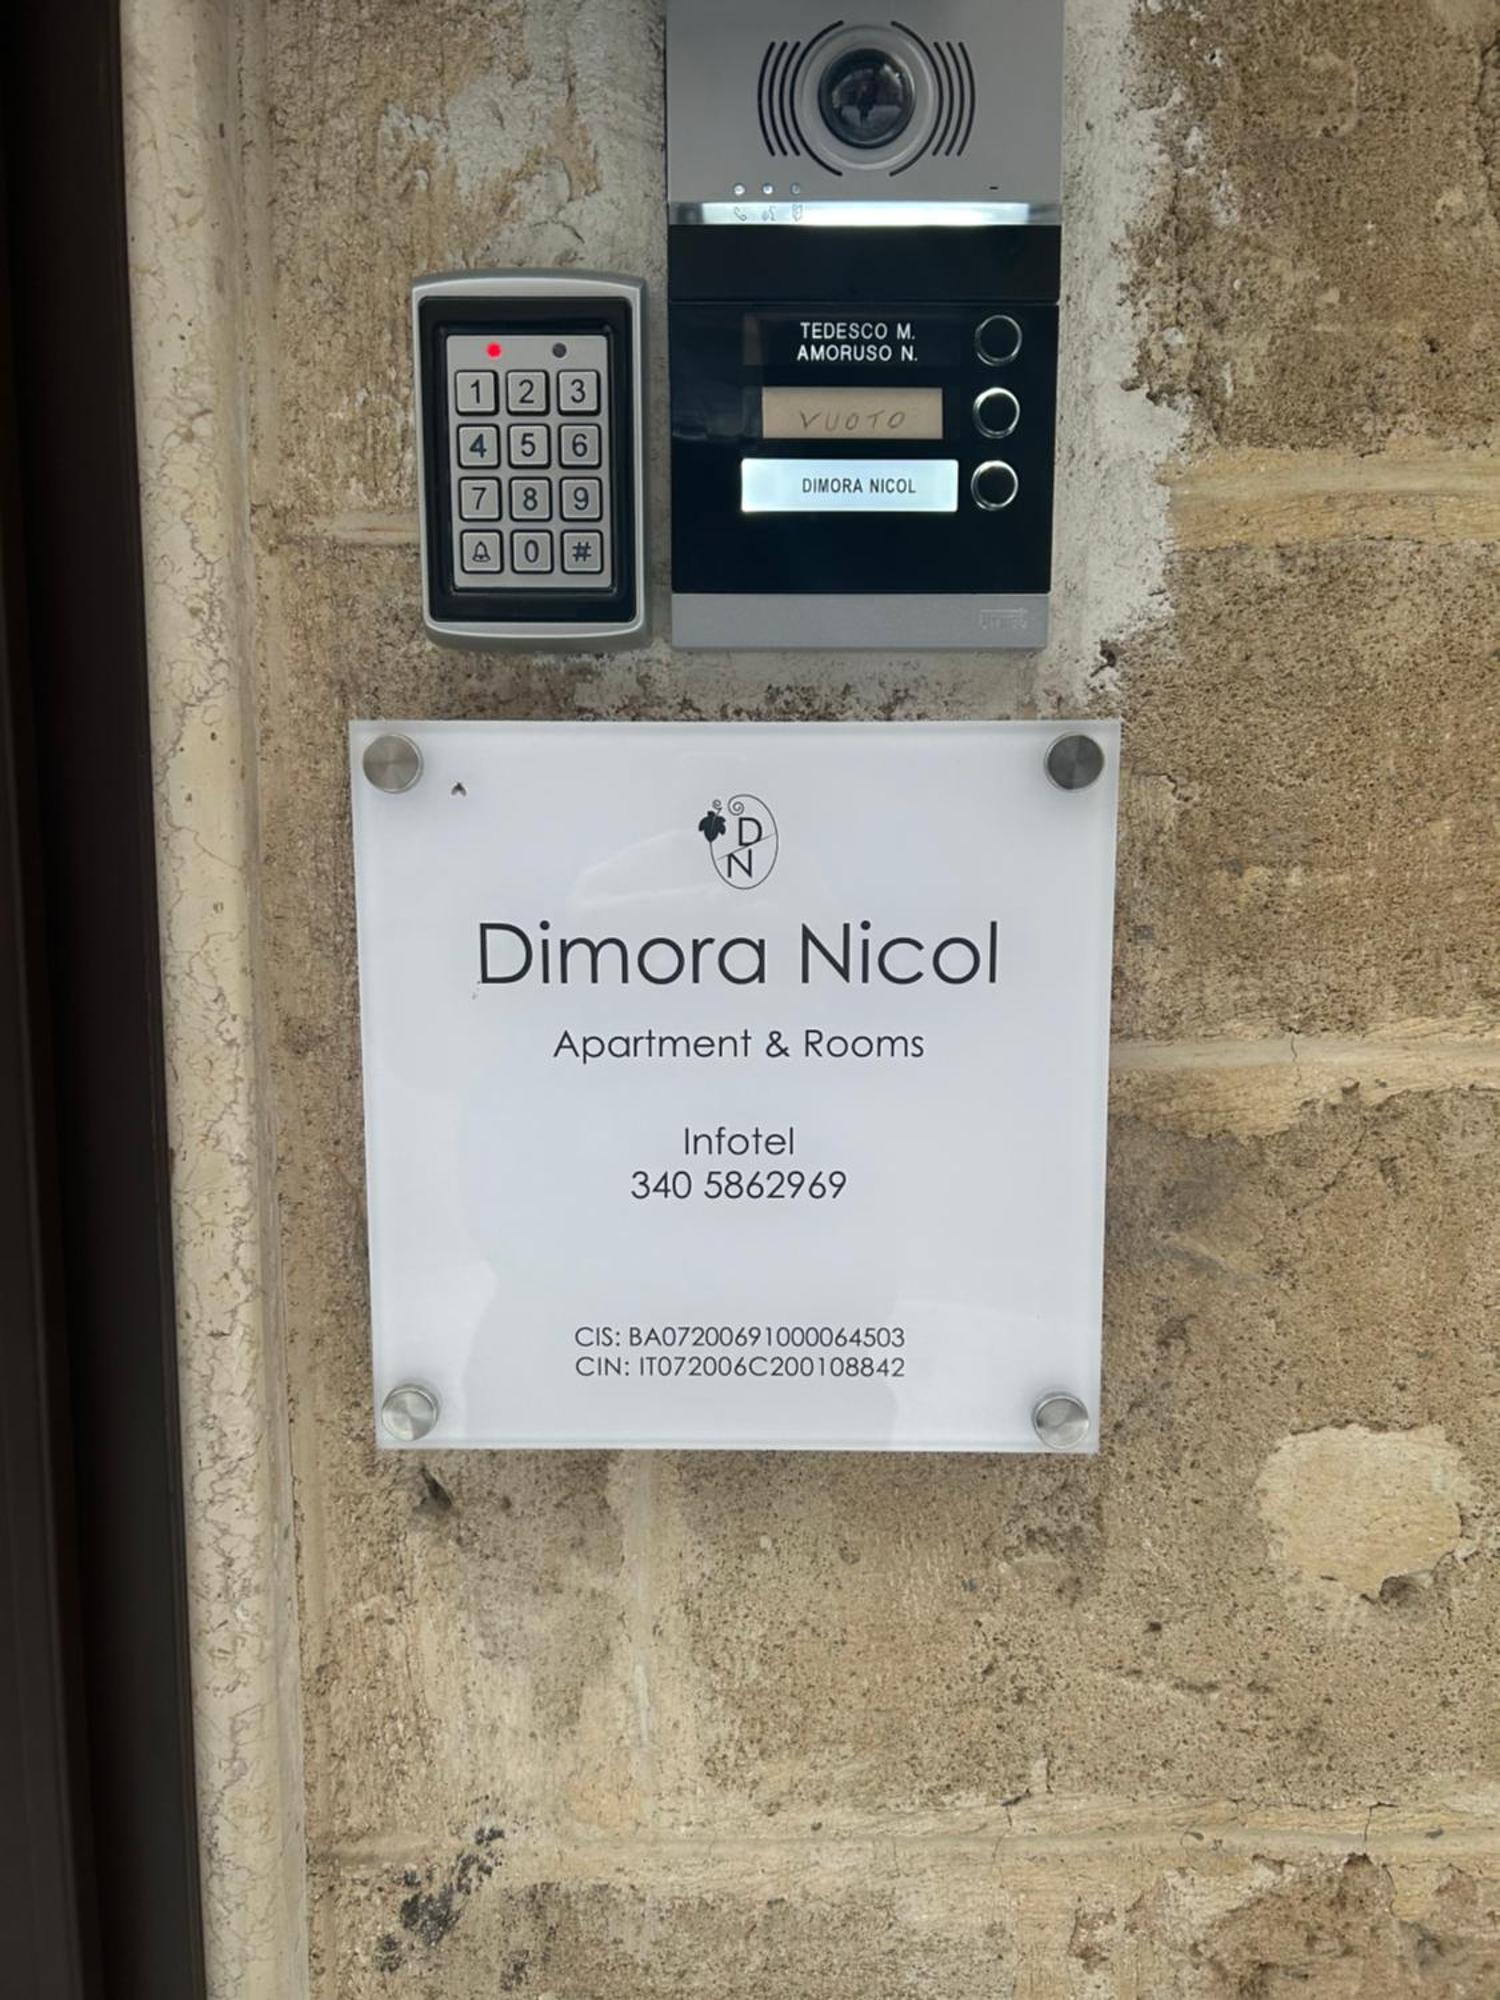 TEDESCO M.
AMORUSO N.
VUOTO
DIMORA NICOL
1 2 3
4 5 6
7 8 9
0 #
D
N
Dimora Nicol
Apartment & Rooms
Infotel
340 5862969
CIS: BA07200691000064503
CIN: IT072006C200108842